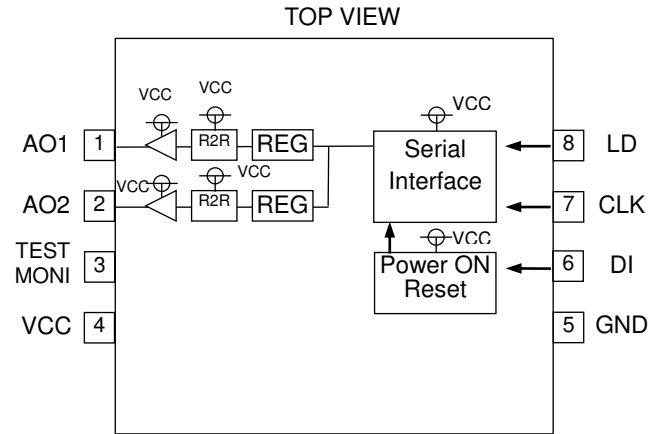 TOP VIEW
VCC
VCC
VCC
AO1 1 R2R REG Serial Interface 8 LD
VCC
VCC
AO2 2 R2R REG 7 CLK
VCC
TEST MONI 3 Power ON Reset 6 DI
VCC 4 5 GND